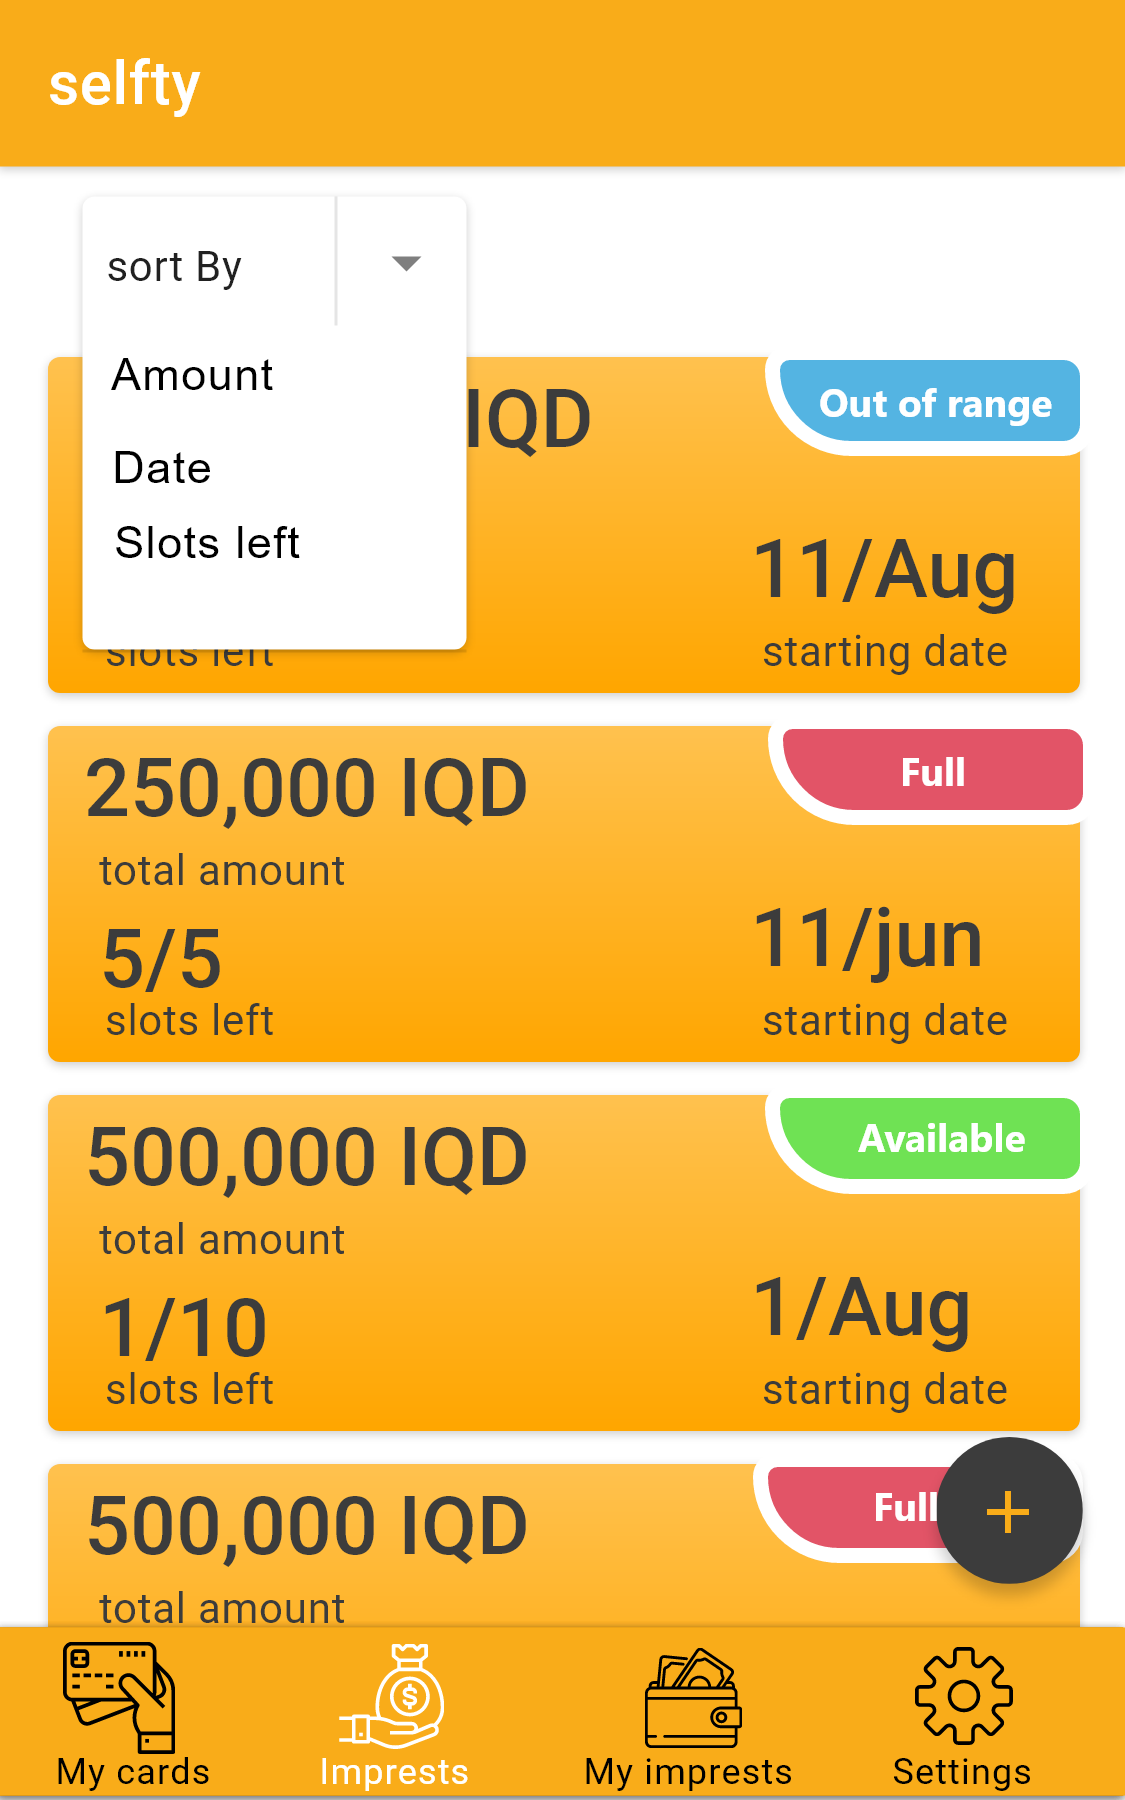 selfty
sort By
Amount
Date
Slots left
IQD
Out of range
11/Aug
slots left
starting date
250,000 IQD
Full
total amount
5/5
11/jun
slots left
starting date
500,000 IQD
Available
total amount
1/10
1/Aug
slots left
starting date
500,000 IQD
Full
total amount
My cards
Imprests
My imprests
Settings